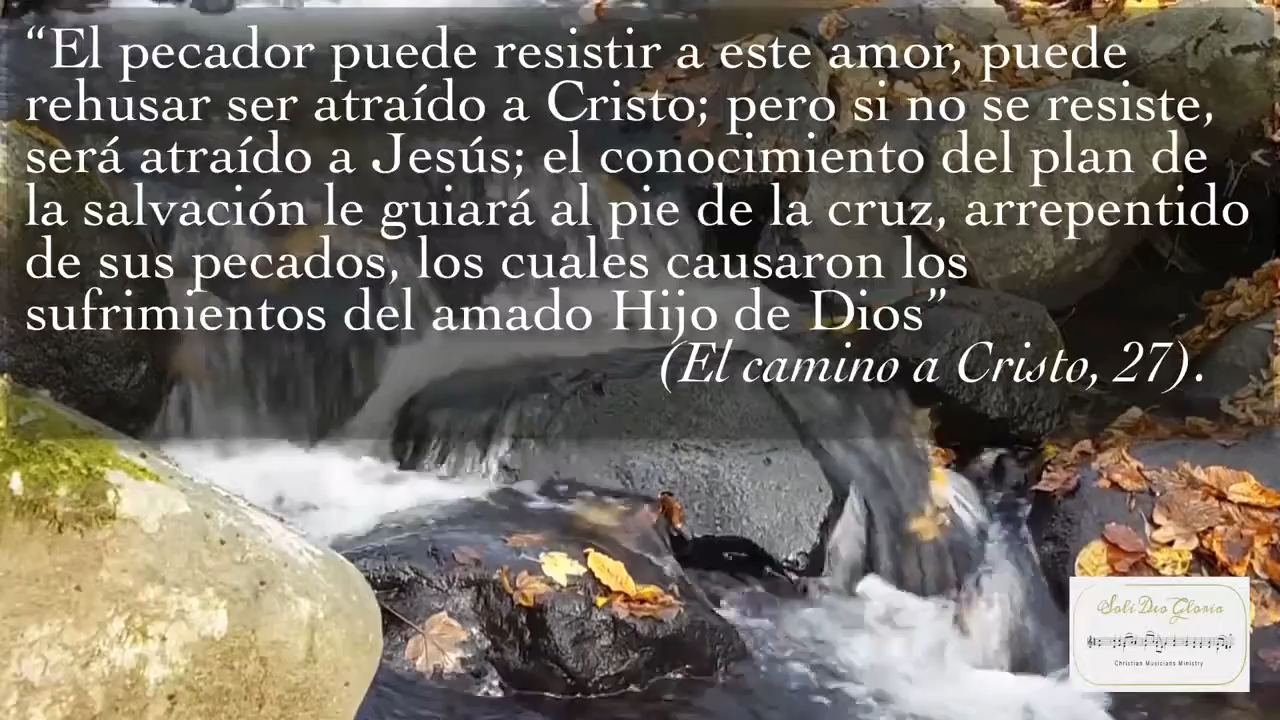 “El pecador puede resistir a este amor, puede
rehusar ser atraído a Cristo; pero si no se resiste,
será atraído a Jesús; el conocimiento del plan de
la salvación le guiará al pie de la cruz, arrepentido
de sus pecados, los cuales causaron los
sufrimientos del amado Hijo de Dios”
(El camino a Cristo, 27).
Soli Deo Gloria
Christian Musicians Ministry